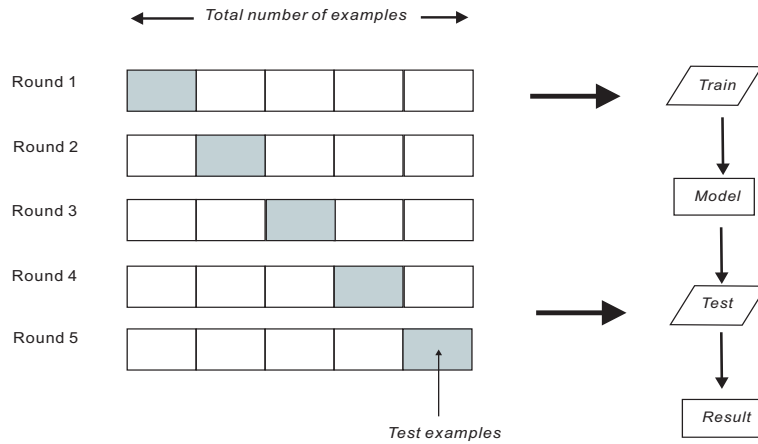 Total number of examples
Round 1
Train
Round 2
Model
Round 3
Round 4
Test
Round 5
Result
Test examples